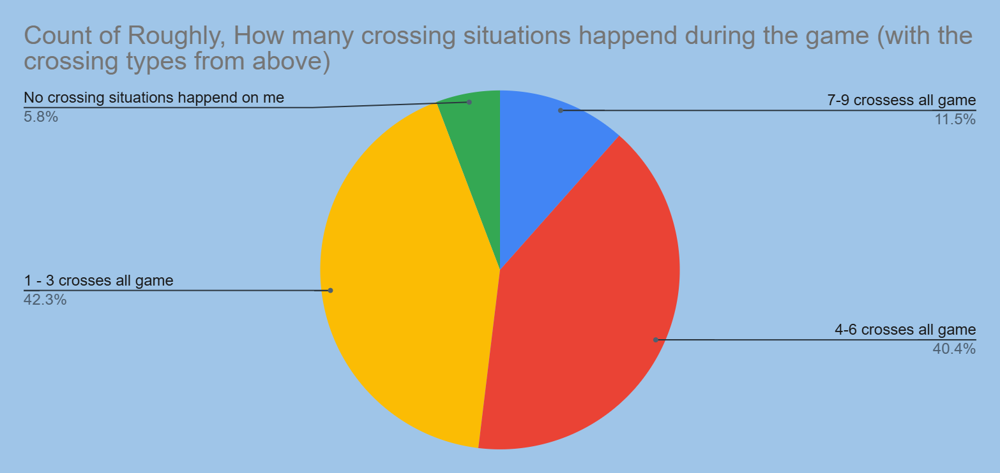 Count of Roughly, How many crossing situations happend during the game (with the
crossing types from above)
No crossing situations happend on me
5.8%
7-9 crossess all game
11.5%
1 - 3 crosses all game
42.3%
4-6 crosses all game
40.4%